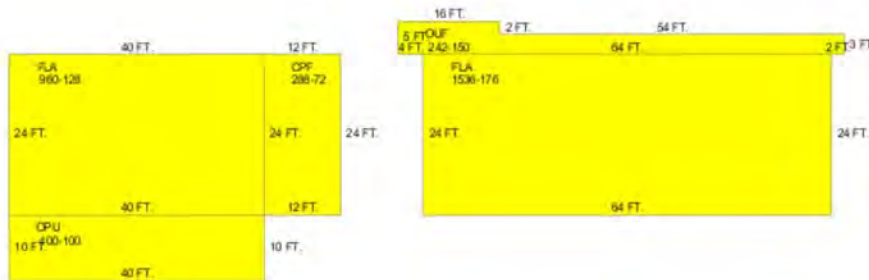 16 FT.
5 FT.
OUF
2 FT.
54 FT.
40 FT.
12 FT.
4 FT.
242-150
64 FT.
2 FT.
3 FT
FLA
960-128
CPF
288-72
FLA
1536-176
24 FT.
24 FT.
24 FT.
24 FT.
24 FT.
40 FT.
12 FT.
64 FT.
OPU
400-100
10 FT.
10 FT.
40 FT.